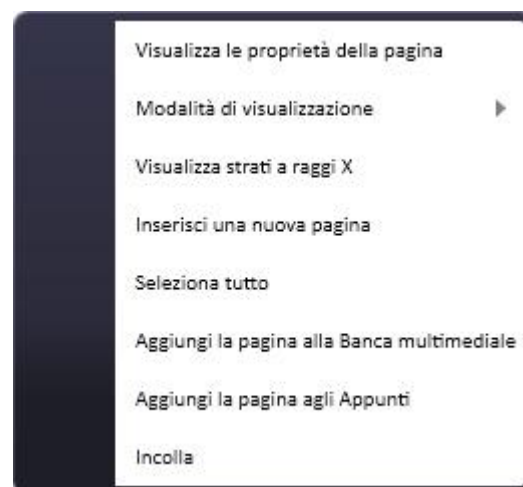 Visualizza le proprietà della pagina
Modalità di visualizzazione
Visualizza strati a raggi X
Inserisci una nuova pagina
Seleziona tutto
Aggiungi la pagina alla Banca multimediale
Aggiungi la pagina agli Appunti
Incolla